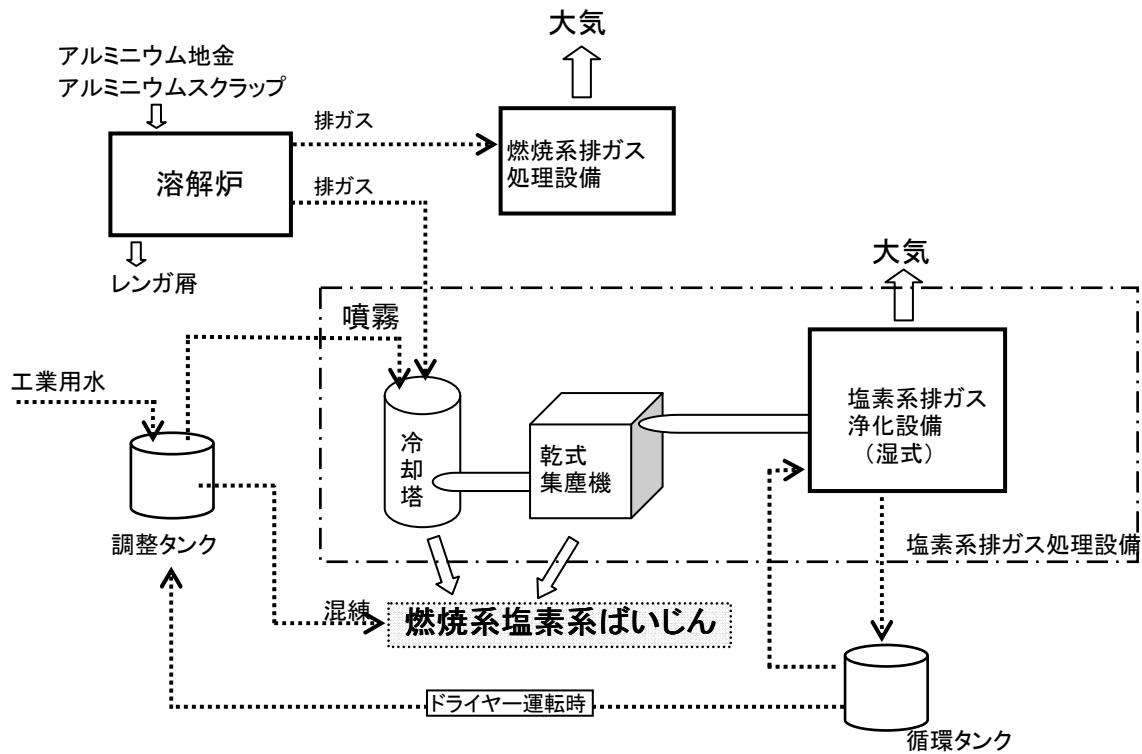 大気
アルミニウム地金
アルミニウムスクラップ
排ガス
燃焼系排ガス
処理設備
溶解炉
排ガス
レンガ屑
大気
噴霧
工業用水
塩素系排ガス
浄化設備
（湿式）
冷却塔
乾式
集塵機
調整タンク
塩素系排ガス処理設備
混練
燃焼系塩素系ばいじん
ドライヤー運転時
循環タンク